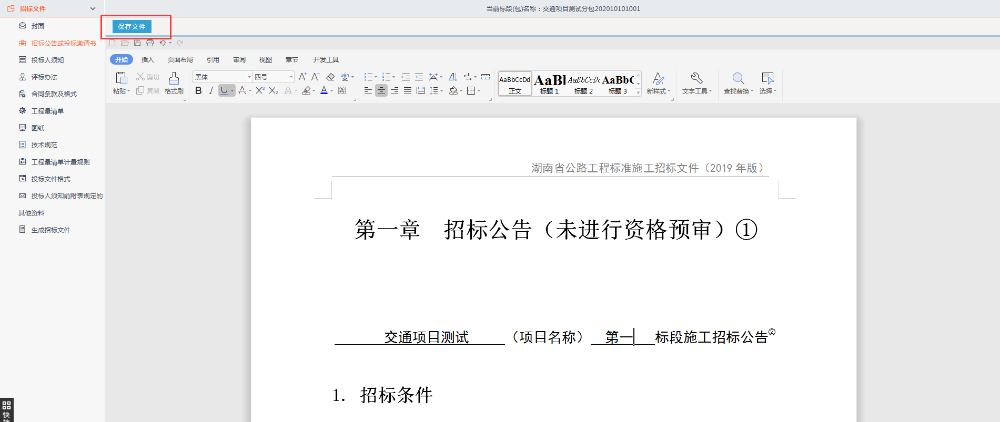 招标文件
当前标段(包)名称：交通项目测试分包202010101001
封面
招标公告或投标邀请书
投标人须知
评标办法
合同条款及格式
工程量清单
图纸
技术规范
工程量清单计量规则
投标文件格式
投标人须知前附表规定的
其他资料
生成招标文件
快
保存文件
开始 插入 页面布局 引用 审阅 视图 章节 开发工具
粘贴 剪切 复制 格式刷
黑体 四号 A⁺ A⁻ wén 变
B I U A X² X₂ A A A
AaBbCcDd AaBl AaBbCcDc AaBbC
正文 标题 1 标题 2 标题 3
新样式 文字工具 查找替换 选择
湖南省公路工程标准施工招标文件（2019 年版）
第一章 招标公告（未进行资格预审）①
交通项目测试 （项目名称） 第一 标段施工招标公告②
1. 招标条件